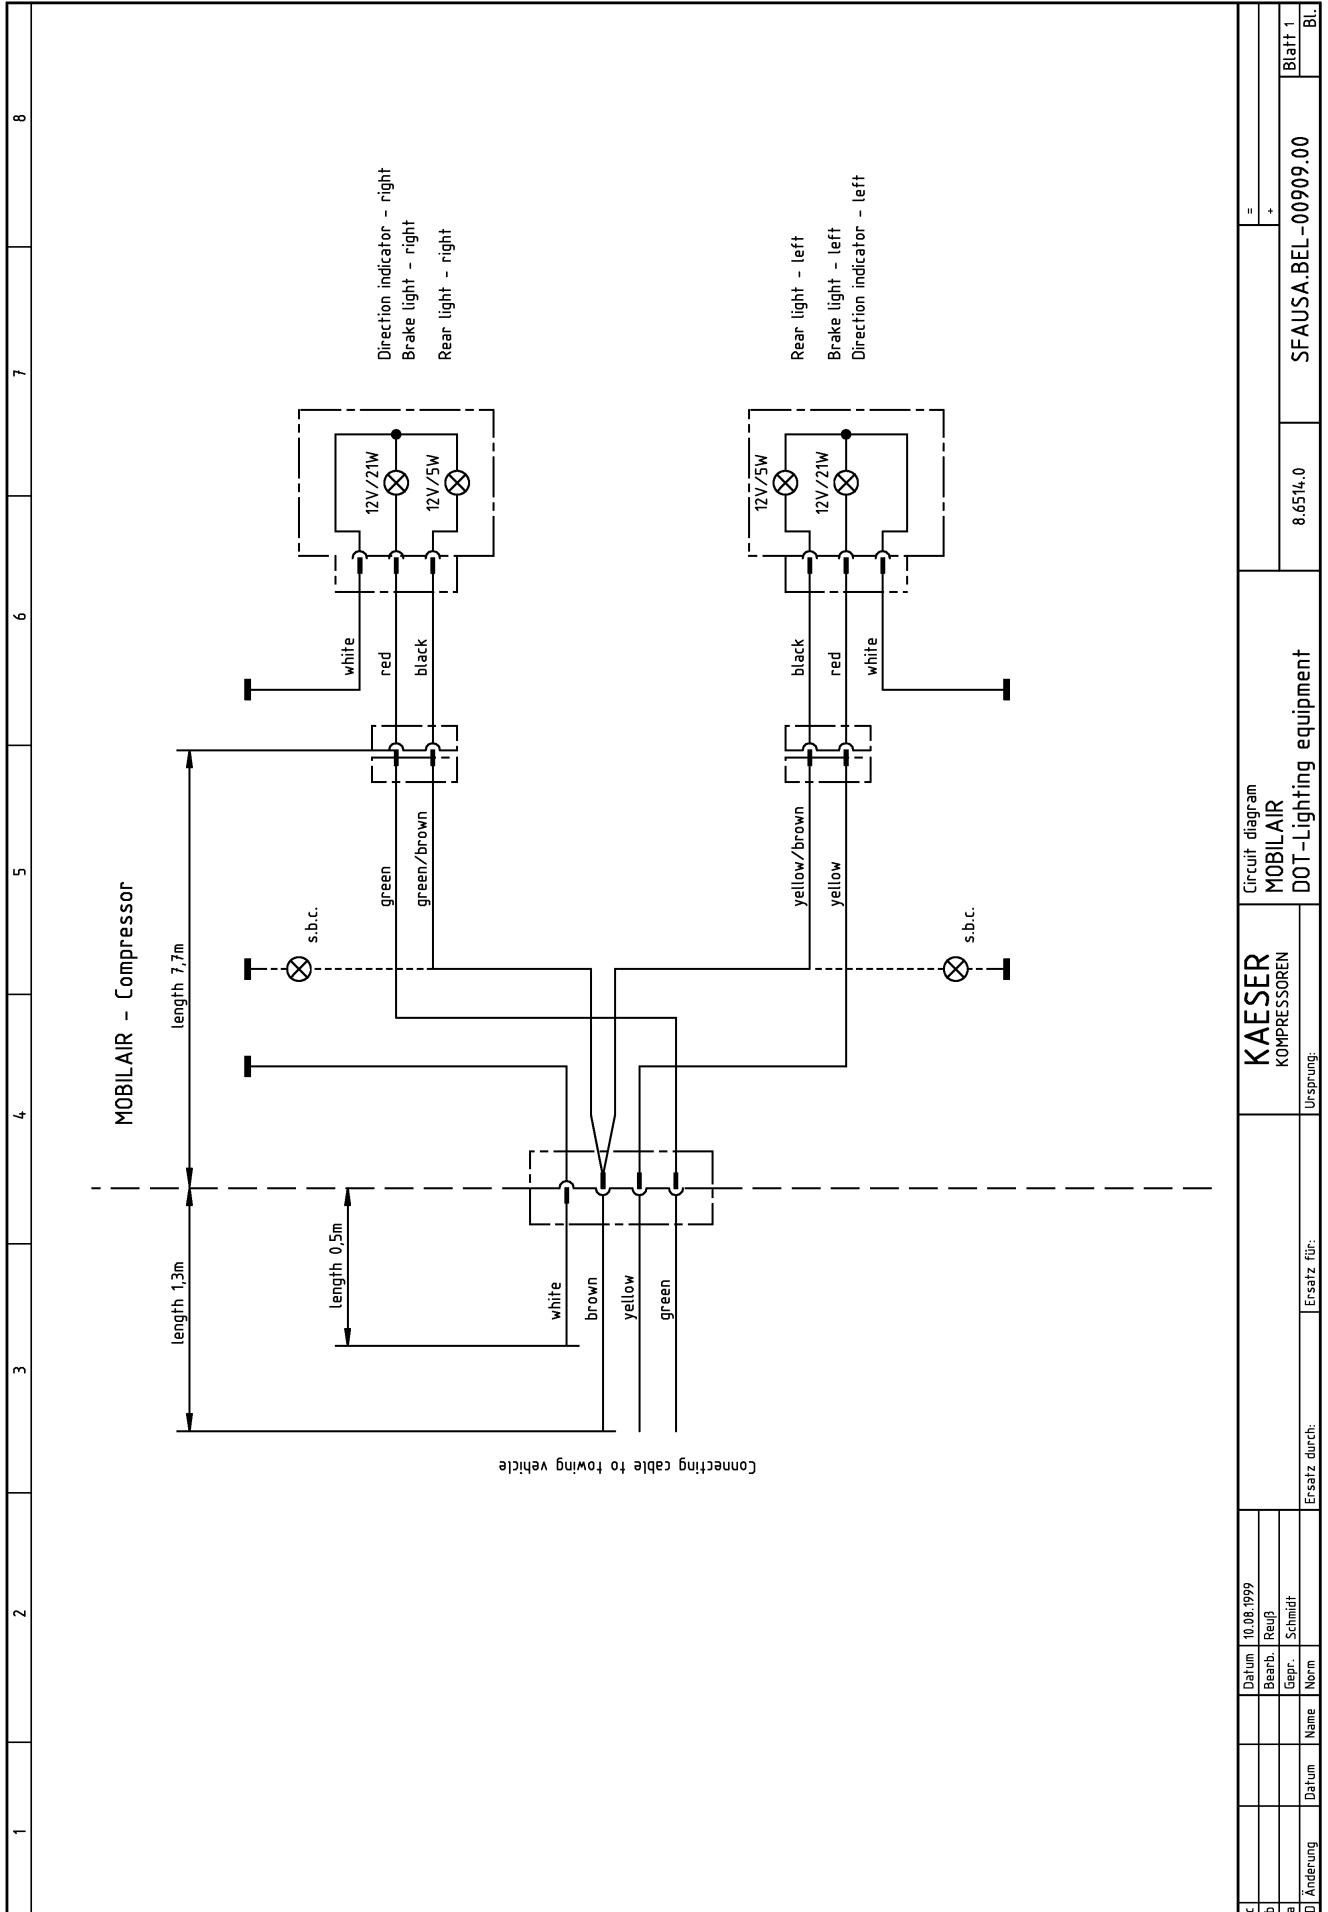 1
2
3
4
5
6
7
8
MOBILAIR – Compressor
length 1,3m
length 7,7m
length 0,5m
Connecting cable to towing vehicle
white
brown
yellow
green
s.b.c.
green
green/brown
white
red
black
12V/21W
12V/5W
Direction indicator – right
Brake light – right
Rear light – right
yellow/brown
yellow
s.b.c.
black
red
white
12V/5W
12V/21W
Rear light – left
Brake light – left
Direction indicator – left
c
b
a
D
Änderung
Datum
Name
Datum 10.08.1999
Bearb. Reuß
Gepr. Schmidt
Norm
Ersatz durch:
Ersatz für:
Ursprung:
KAESER
KOMPRESSOREN
Circuit diagram
MOBILAIR
DOT-Lighting equipment
8.6514.0
=
+
SFAUSA.BEL-00909.00
Blatt 1
Bl.